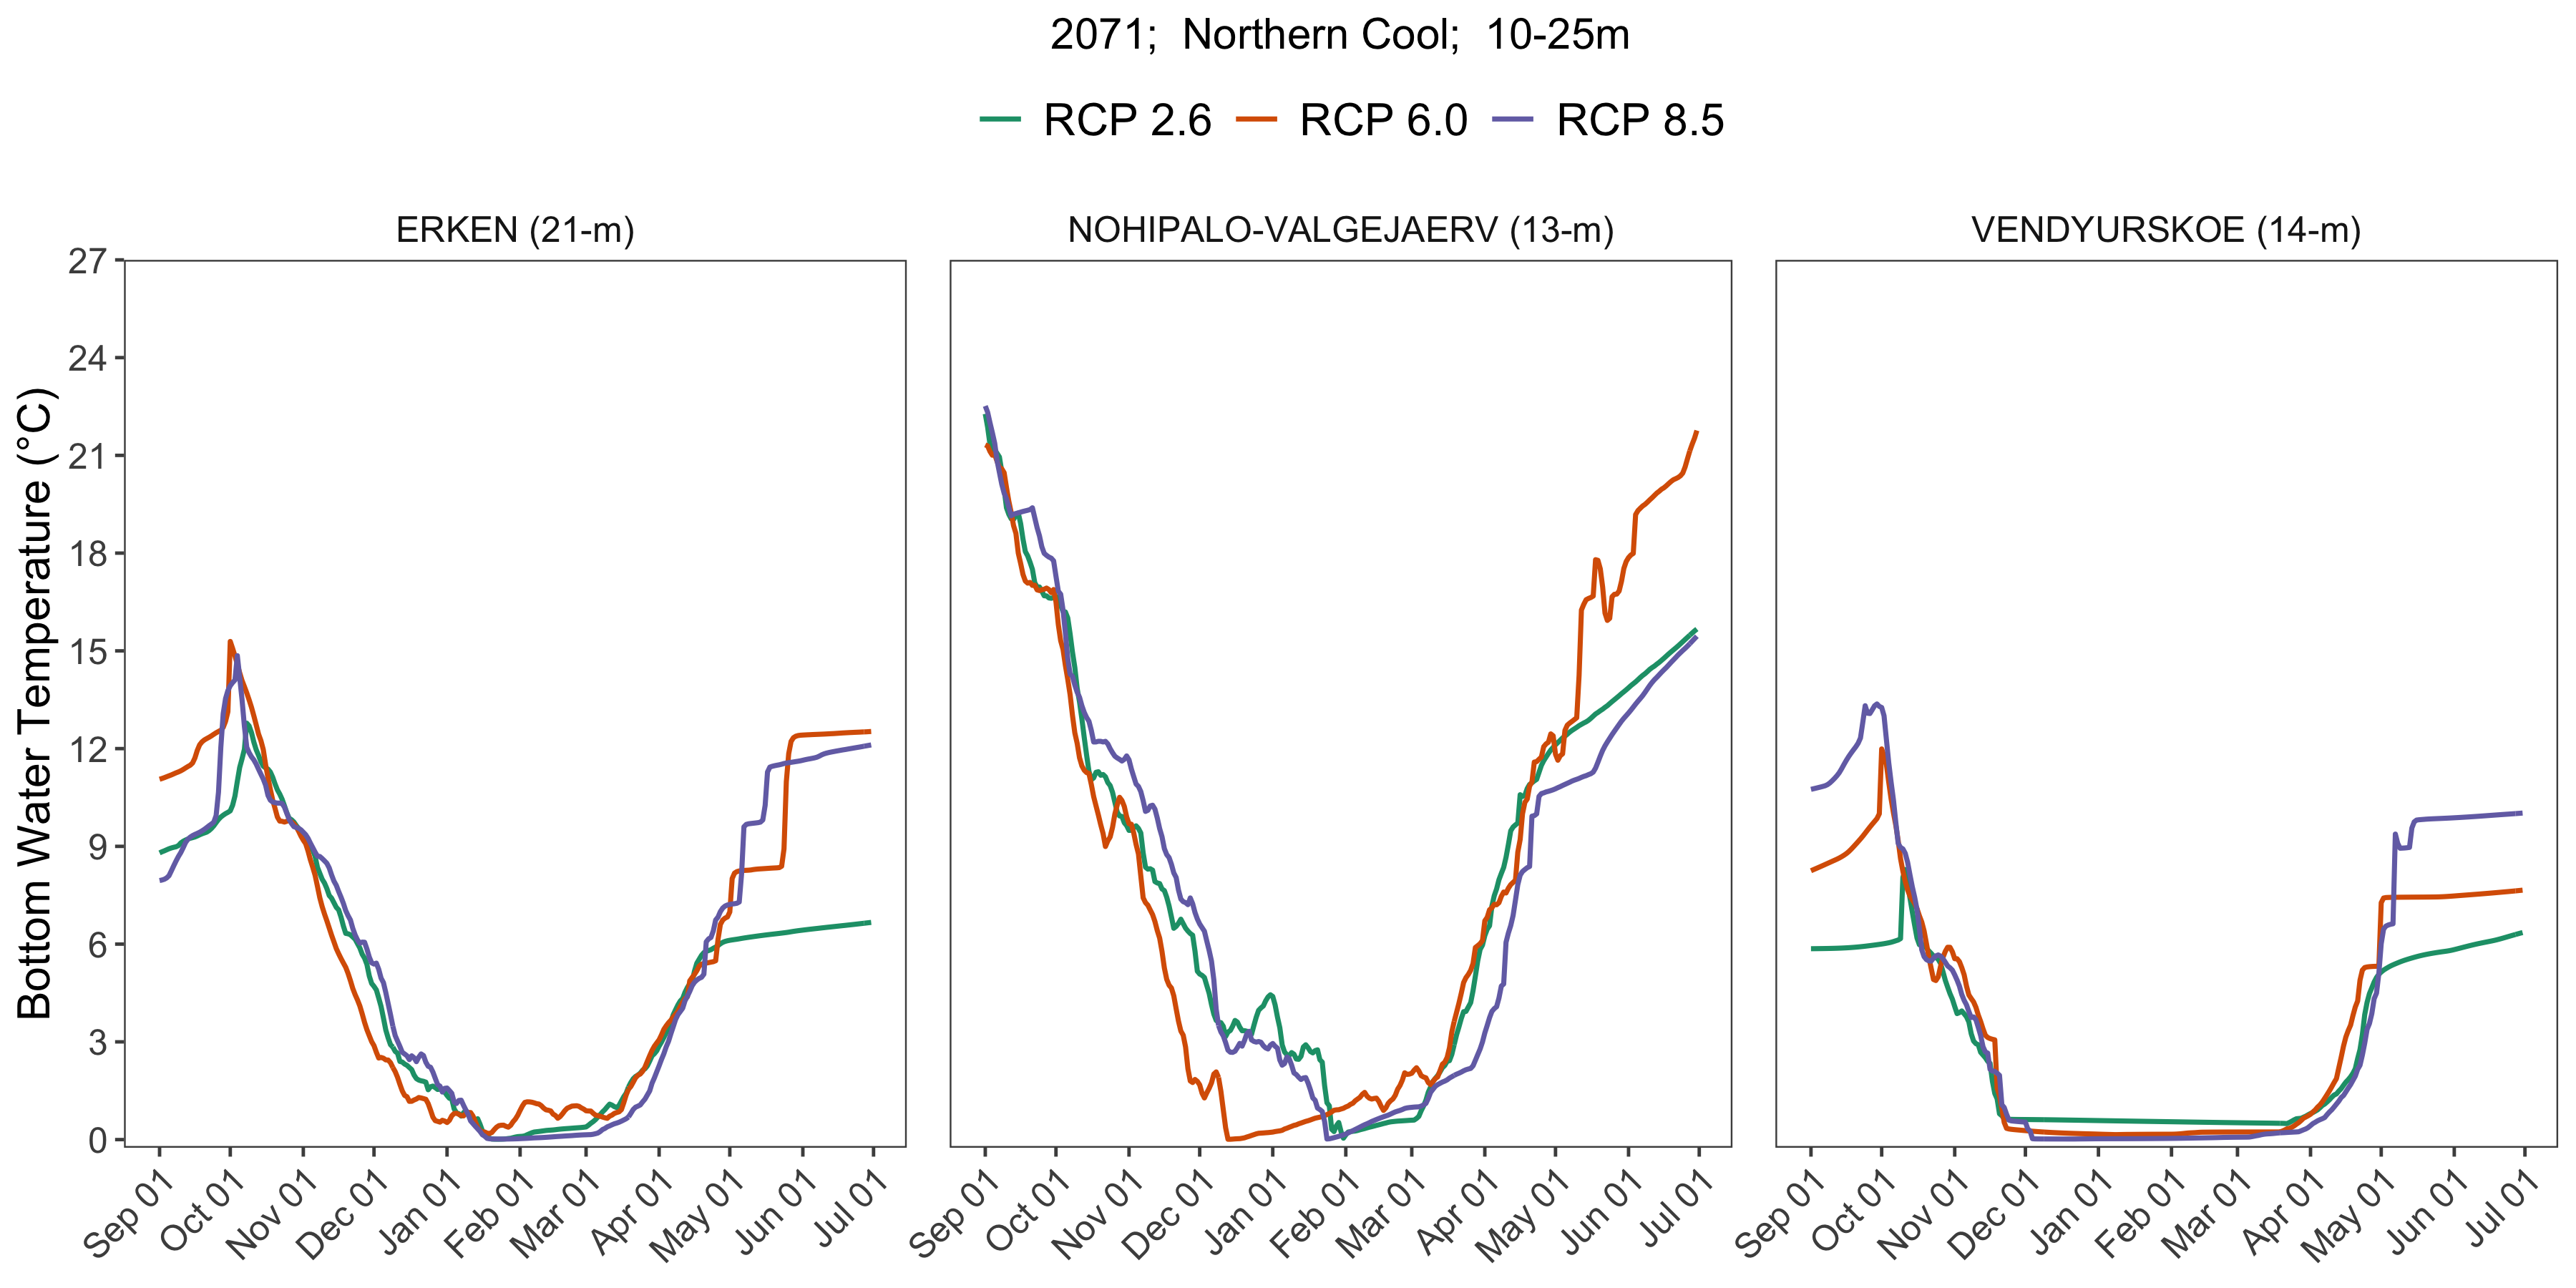 2071;  Northern Cool;  10-25m
RCP 2.6 RCP 6.0 RCP 8.5
ERKEN (21-m) NOHIPALO-VALGEJAERV (13-m) VENDYURSKOE (14-m)
Bottom Water Temperature (°C)
27
24
21
18
15
12
9
6
3
0
Sep 01 Oct 01 Nov 01 Dec 01 Jan 01 Feb 01 Mar 01 Apr 01 May 01 Jun 01 Jul 01 Sep 01 Oct 01 Nov 01 Dec 01 Jan 01 Feb 01 Mar 01 Apr 01 May 01 Jun 01 Jul 01 Sep 01 Oct 01 Nov 01 Dec 01 Jan 01 Feb 01 Mar 01 Apr 01 May 01 Jun 01 Jul 01